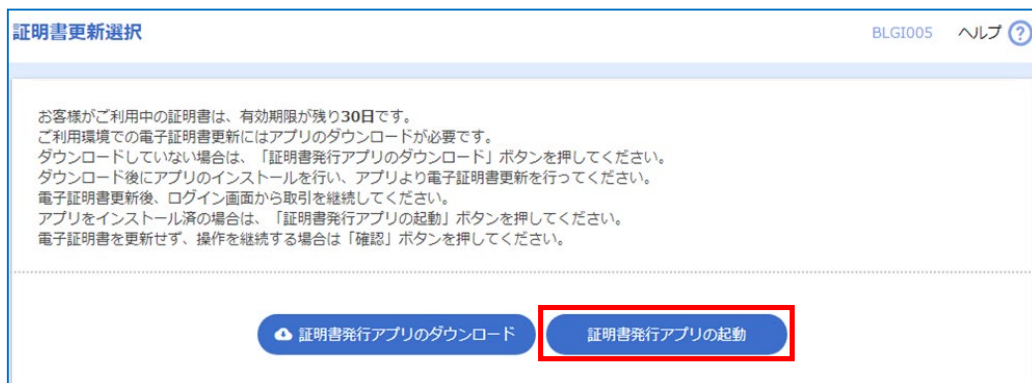 証明書更新選択
BLGI005 ヘルプ ?
お客様がご利用中の証明書は、有効期限が残り30日です。
ご利用環境での電子証明書更新にはアプリのダウンロードが必要です。
ダウンロードしていない場合は、「証明書発行アプリのダウンロード」ボタンを押してください。
ダウンロード後にアプリのインストールを行い、アプリより電子証明書更新を行ってください。
電子証明書更新後、ログイン画面から取引を継続してください。
アプリをインストール済の場合は、「証明書発行アプリの起動」ボタンを押してください。
電子証明書を更新せず、操作を継続する場合は「確認」ボタンを押してください。
証明書発行アプリのダウンロード
証明書発行アプリの起動